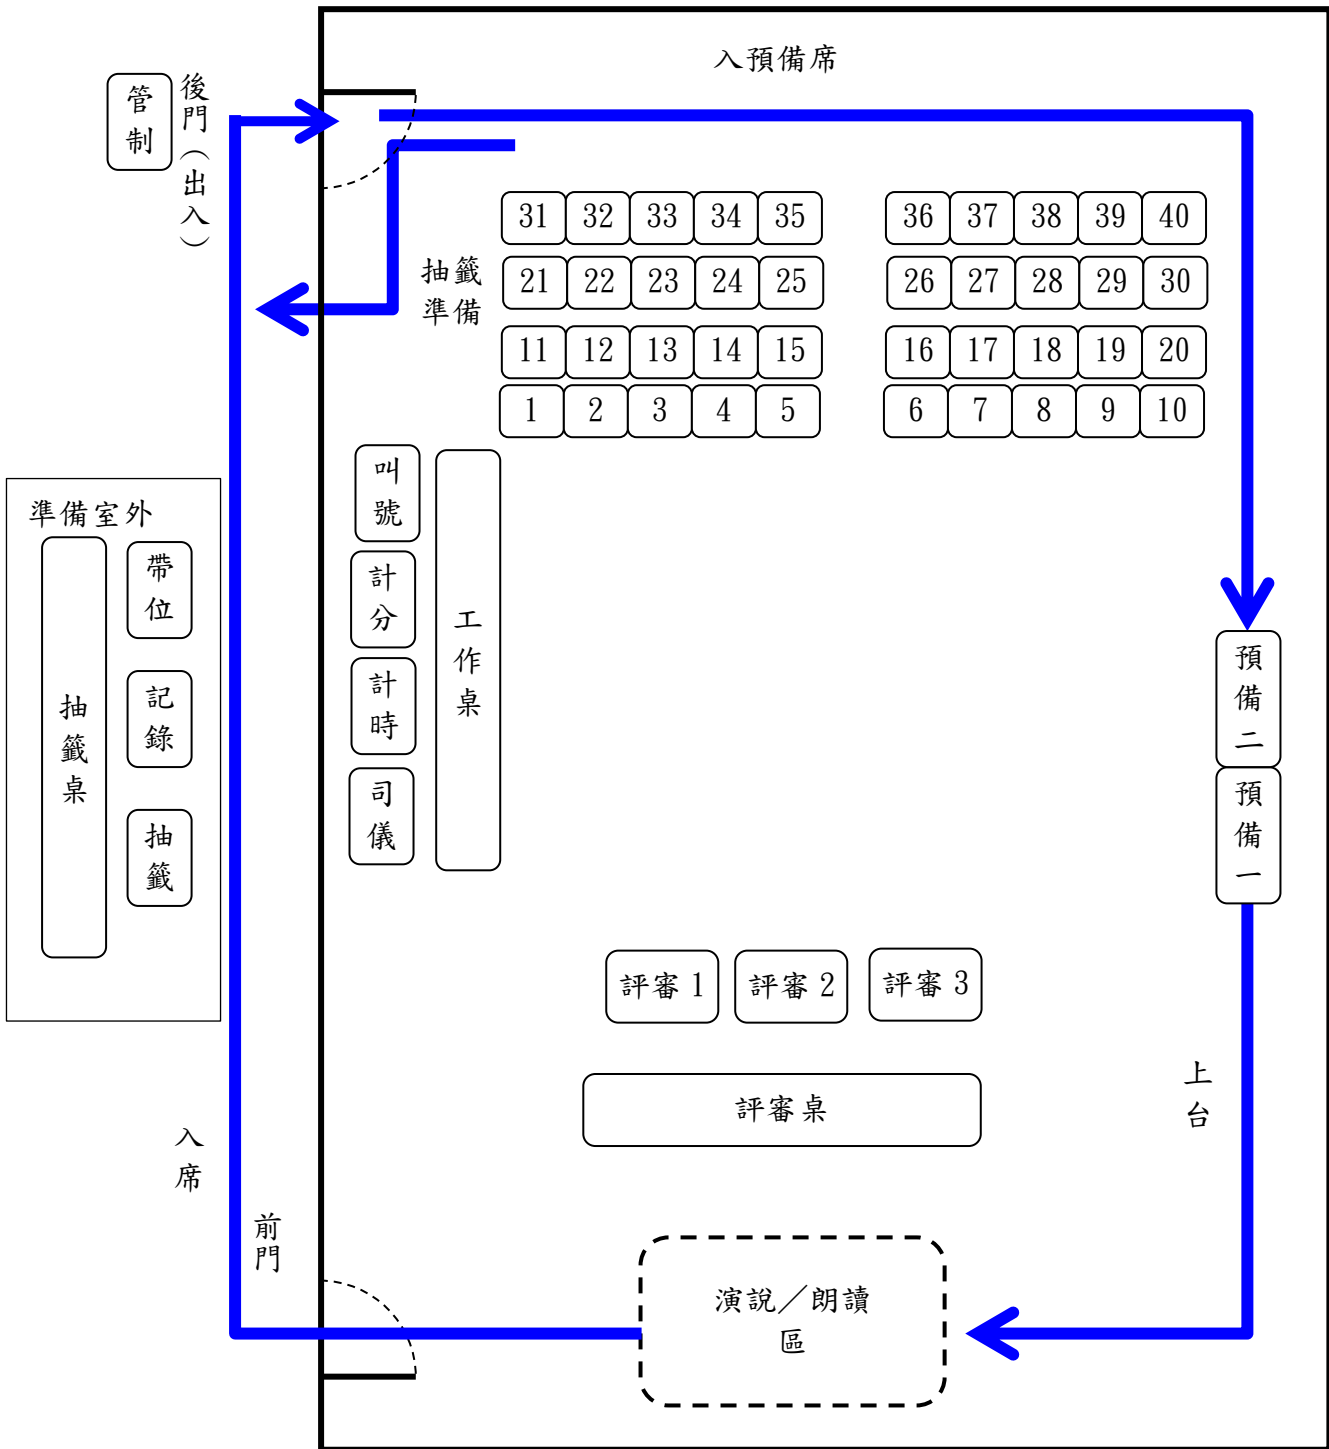 入預備席
管制
後門（出入）
31 32 33 34 35 36 37 38 39 40
抽籤
準備
21 22 23 24 25 26 27 28 29 30
11 12 13 14 15 16 17 18 19 20
1 2 3 4 5 6 7 8 9 10
叫號
計分
計時
司儀
工作桌
準備室外
帶位
記錄
抽籤
抽籤桌
預備二
預備一
評審1 評審2 評審3
評審桌
上台
入席
前門
演說／朗讀
區